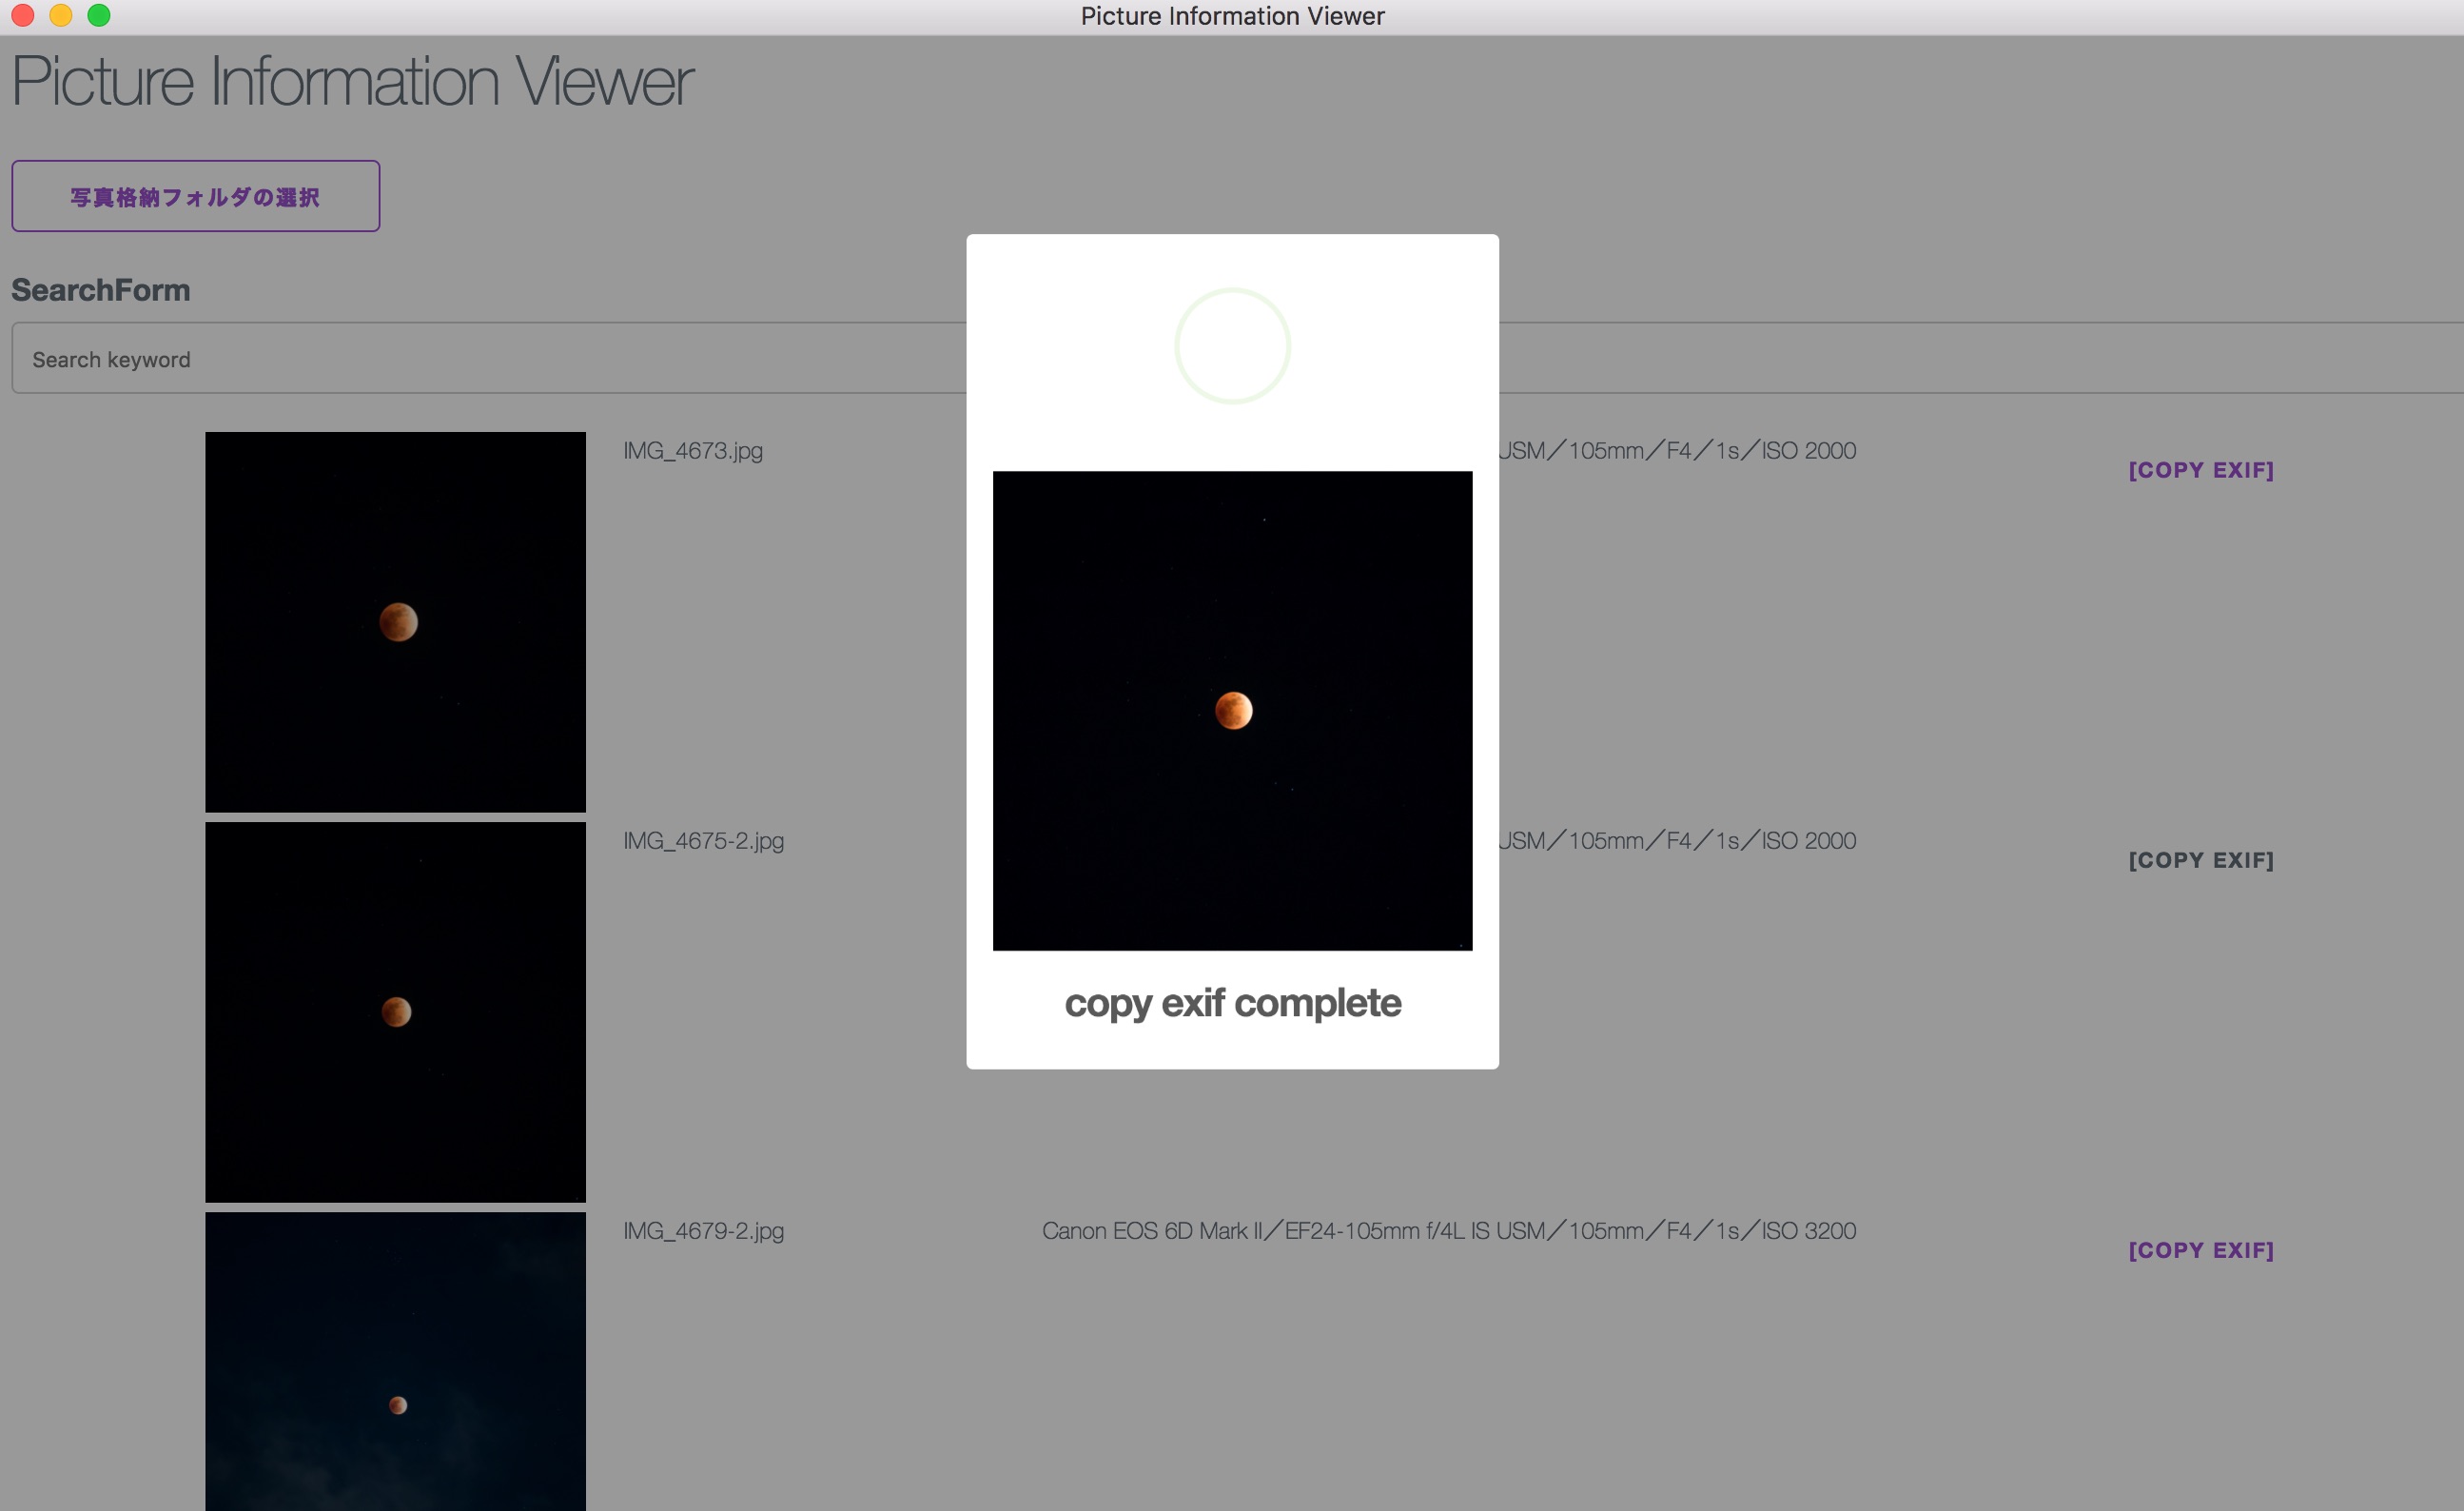 Picture Information Viewer
Picture Information Viewer
写真格納フォルダの選択
SearchForm
Search keyword
IMG_4673.jpg
USM／105mm／F4／1s／ISO 2000
[COPY EXIF]
copy exif complete
IMG_4675-2.jpg
USM／105mm／F4／1s／ISO 2000
[COPY EXIF]
IMG_4679-2.jpg
Canon EOS 6D Mark II／EF24-105mm f/4L IS USM／105mm／F4／1s／ISO 3200
[COPY EXIF]